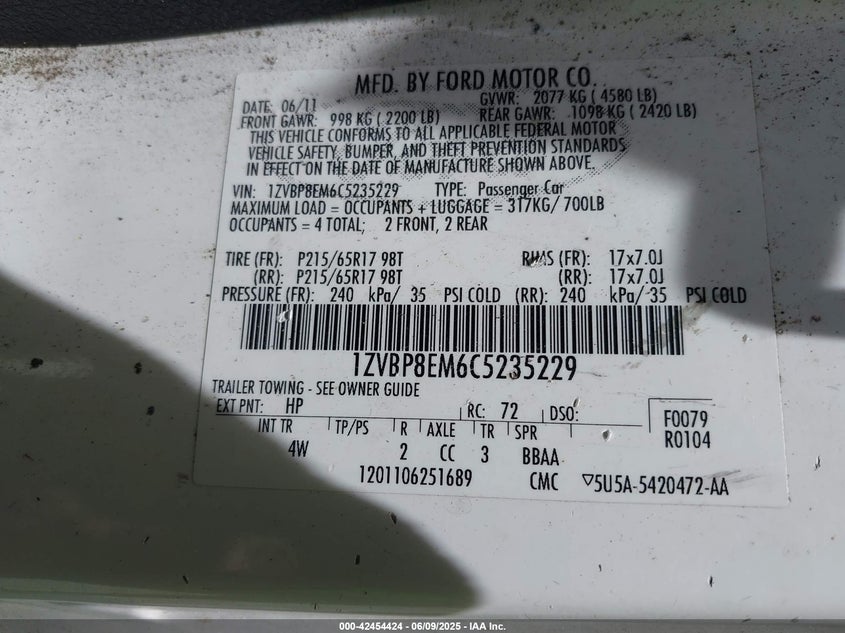 MFD. BY FORD MOTOR CO.
DATE: 06/11 GVWR: 2077 KG ( 4580 LB)
FRONT GAWR: 998 KG ( 2200 LB) REAR GAWR: 1098 KG ( 2420 LB)
THIS VEHICLE CONFORMS TO ALL APPLICABLE FEDERAL MOTOR
VEHICLE SAFETY, BUMPER, AND THEFT PREVENTION STANDARDS
IN EFFECT ON THE DATE OF MANUFACTURE SHOWN ABOVE.
VIN: 1ZVBP8EM6C5235229 TYPE: Passenger Car
MAXIMUM LOAD = OCCUPANTS + LUGGAGE = 317KG/ 700LB
OCCUPANTS = 4 TOTAL; 2 FRONT, 2 REAR
TIRE (FR): P215/65R17 98T RIMS (FR): 17x7.0J
(RR): P215/65R17 98T (RR): 17x7.0J
PRESSURE (FR): 240 kPa/ 35 PSI COLD (RR): 240 kPa/ 35 PSI COLD
1ZVBP8EM6C5235229
TRAILER TOWING - SEE OWNER GUIDE
EXT PNT: HP RC: 72 DSO: F0079
INT TR TP/PS R AXLE TR SPR R0104
4W 2 CC 3 BBAA
1201106251689 CMC ▽5U5A-5420472-AA
000-42454424 - 06/09/2025 - IAA Inc.